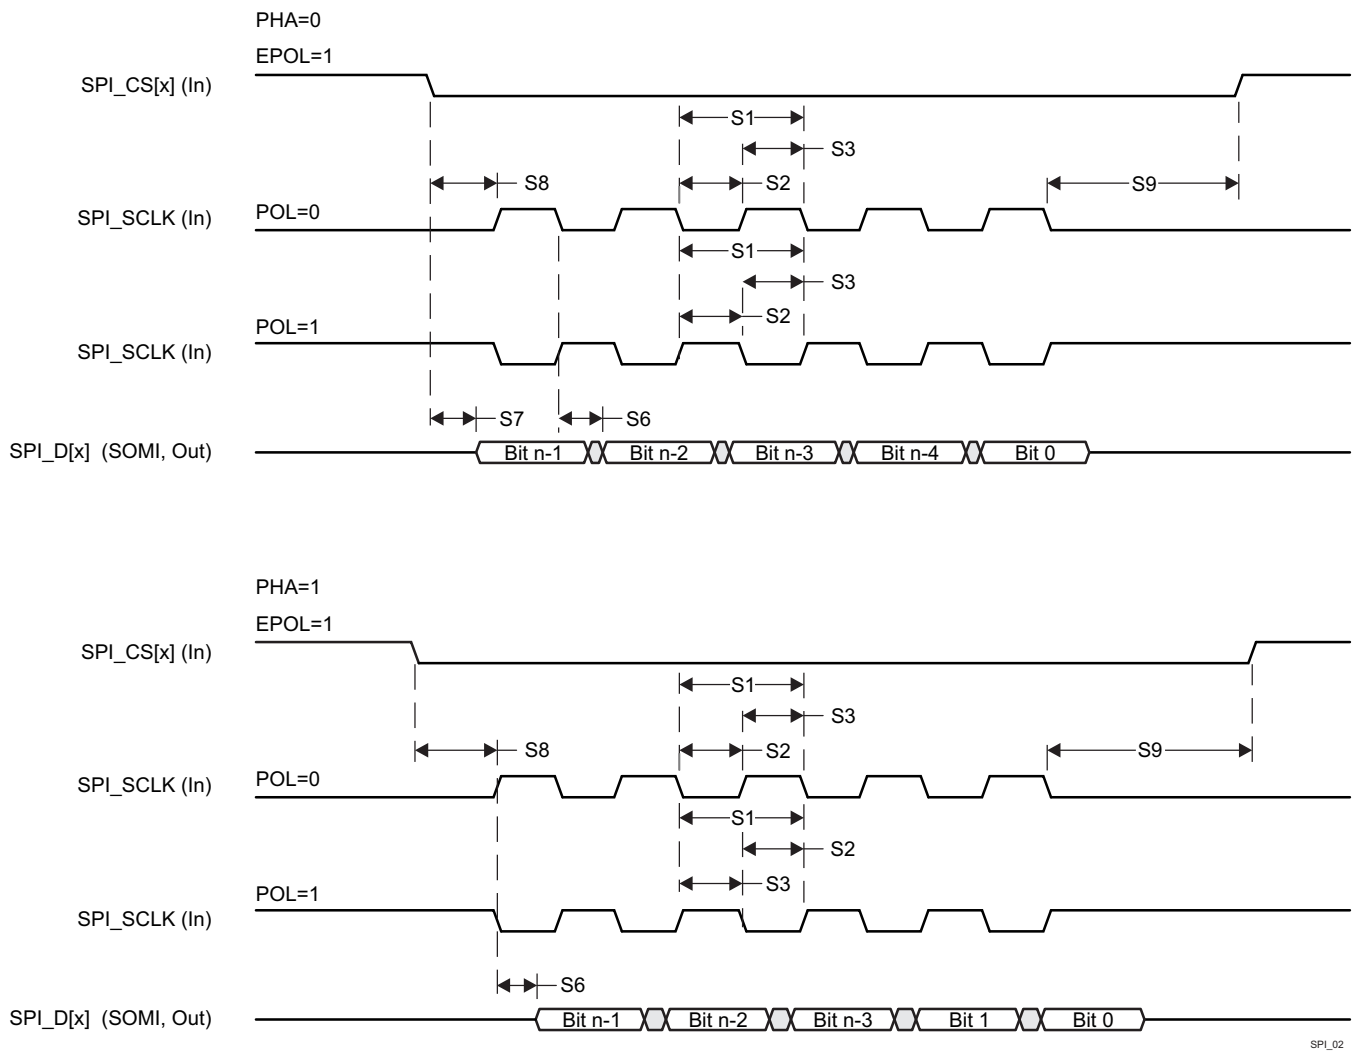 PHA=0
EPOL=1
SPI_CS[x] (In)
S1
S3
S8
S2
S9
SPI_SCLK (In)
POL=0
S1
S3
S2
POL=1
SPI_SCLK (In)
S7
S6
SPI_D[x] (SOMI, Out)
Bit n-1
Bit n-2
Bit n-3
Bit n-4
Bit 0
PHA=1
EPOL=1
SPI_CS[x] (In)
S1
S3
S8
S2
S9
SPI_SCLK (In)
POL=0
S1
S2
S3
POL=1
SPI_SCLK (In)
S6
SPI_D[x] (SOMI, Out)
Bit n-1
Bit n-2
Bit n-3
Bit 1
Bit 0
SPI_02